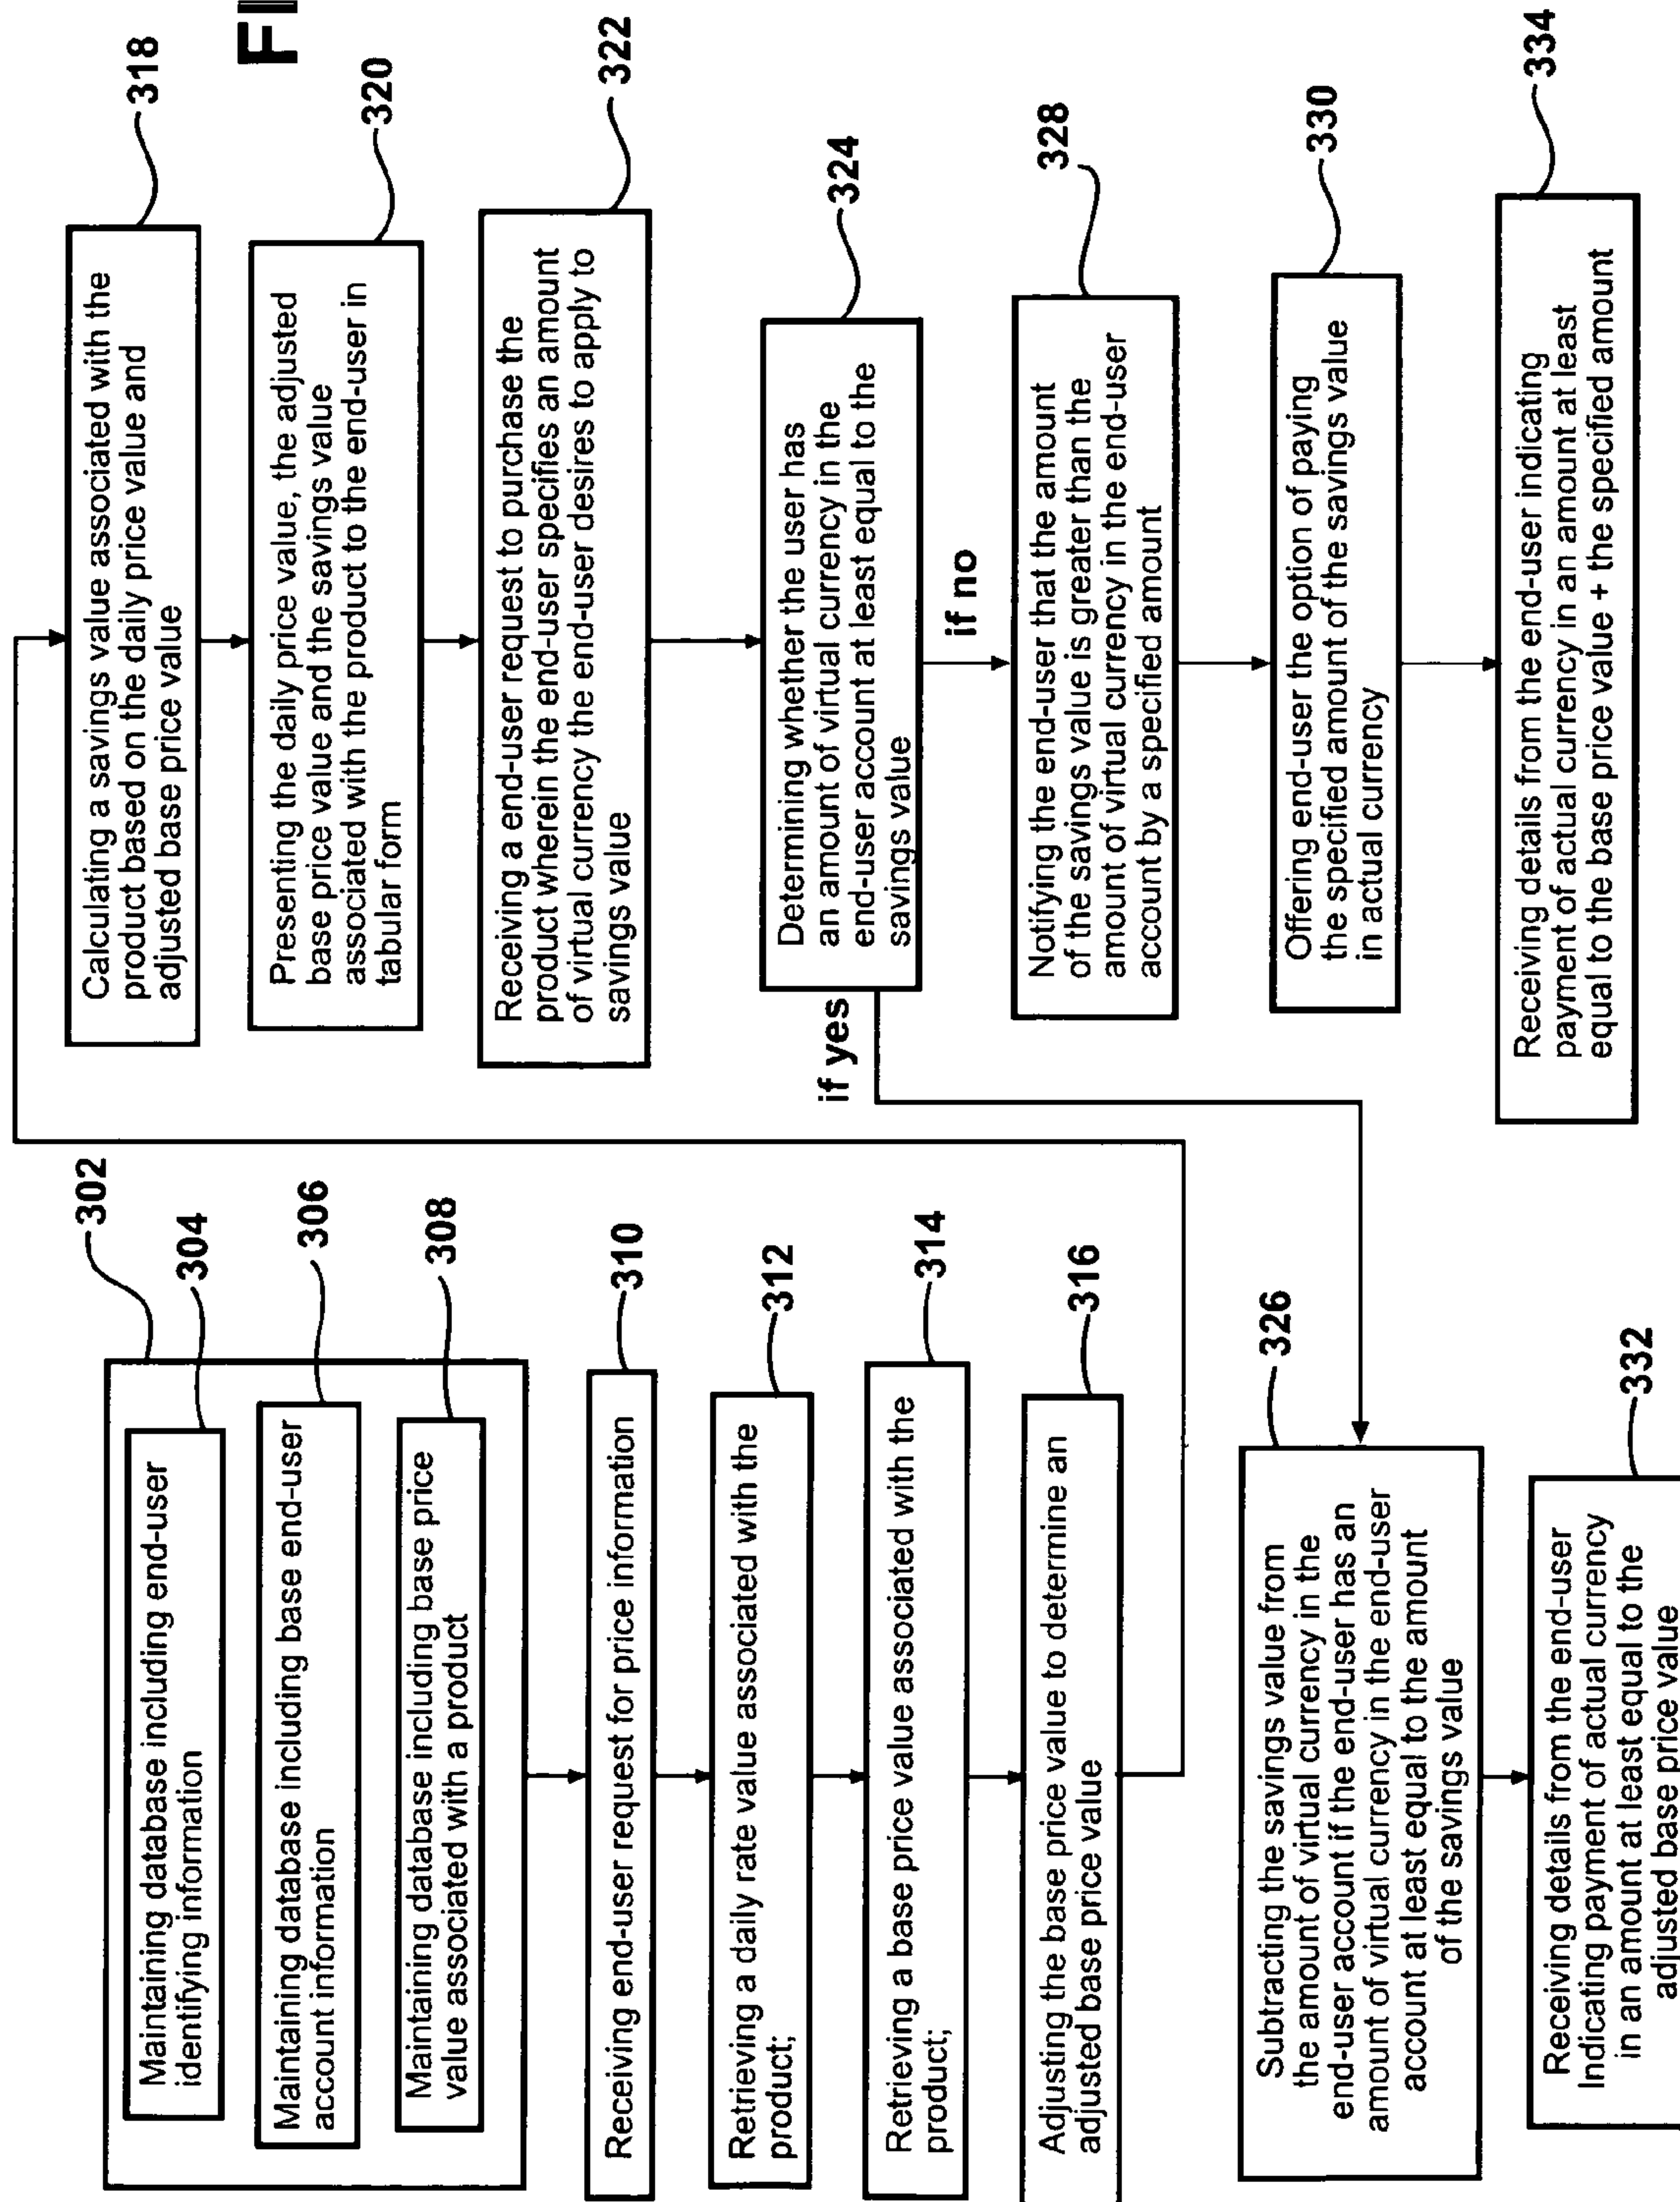 FI
302
304
Maintaining database including end-user
identifying information
306
Maintaining database including base end-user
account information
308
Maintaining database including base price
value associated with a product
310
Receiving end-user request for price information
312
Retrieving a daily rate value associated with the
product;
314
Retrieving a base price value associated with the
product;
316
Adjusting the base price value to determine an
adjusted base price value
318
Calculating a savings value associated with the
product based on the daily price value and
adjusted base price value
320
Presenting the daily price value, the adjusted
base price value and the savings value
associated with the product to the end-user in
tabular form
322
Receiving a end-user request to purchase the
product wherein the end-user specifies an amount
of virtual currency the end-user desires to apply to
savings value
324
Determining whether the user has
an amount of virtual currency in the
end-user account at least equal to the
savings value
if yes
if no
326
Subtracting the savings value from
the amount of virtual currency in the
end-user account if the end-user has an
amount of virtual currency in the end-user
account at least equal to the amount
of the savings value
328
Notifying the end-user that the amount
of the savings value is greater than the
amount of virtual currency in the end-user
account by a specified amount
330
Offering end-user the option of paying
the specified amount of the savings value
in actual currency
332
Receiving details from the end-user
Indicating payment of actual currency
in an amount at least equal to the
adjusted base price value
334
Receiving details from the end-user indicating
payment of actual currency in an amount at least
equal to the base price value + the specified amount